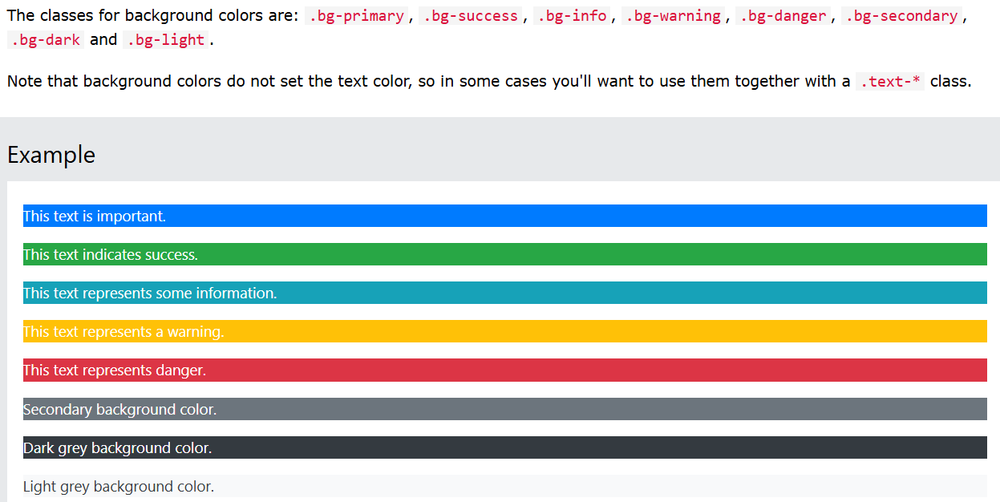 The classes for background colors are: .bg-primary, .bg-success, .bg-info, .bg-warning, .bg-danger, .bg-secondary,
.bg-dark and .bg-light.
Note that background colors do not set the text color, so in some cases you'll want to use them together with a .text-* class.
Example
This text is important.
This text indicates success.
This text represents some information.
This text represents a warning.
This text represents danger.
Secondary background color.
Dark grey background color.
Light grey background color.